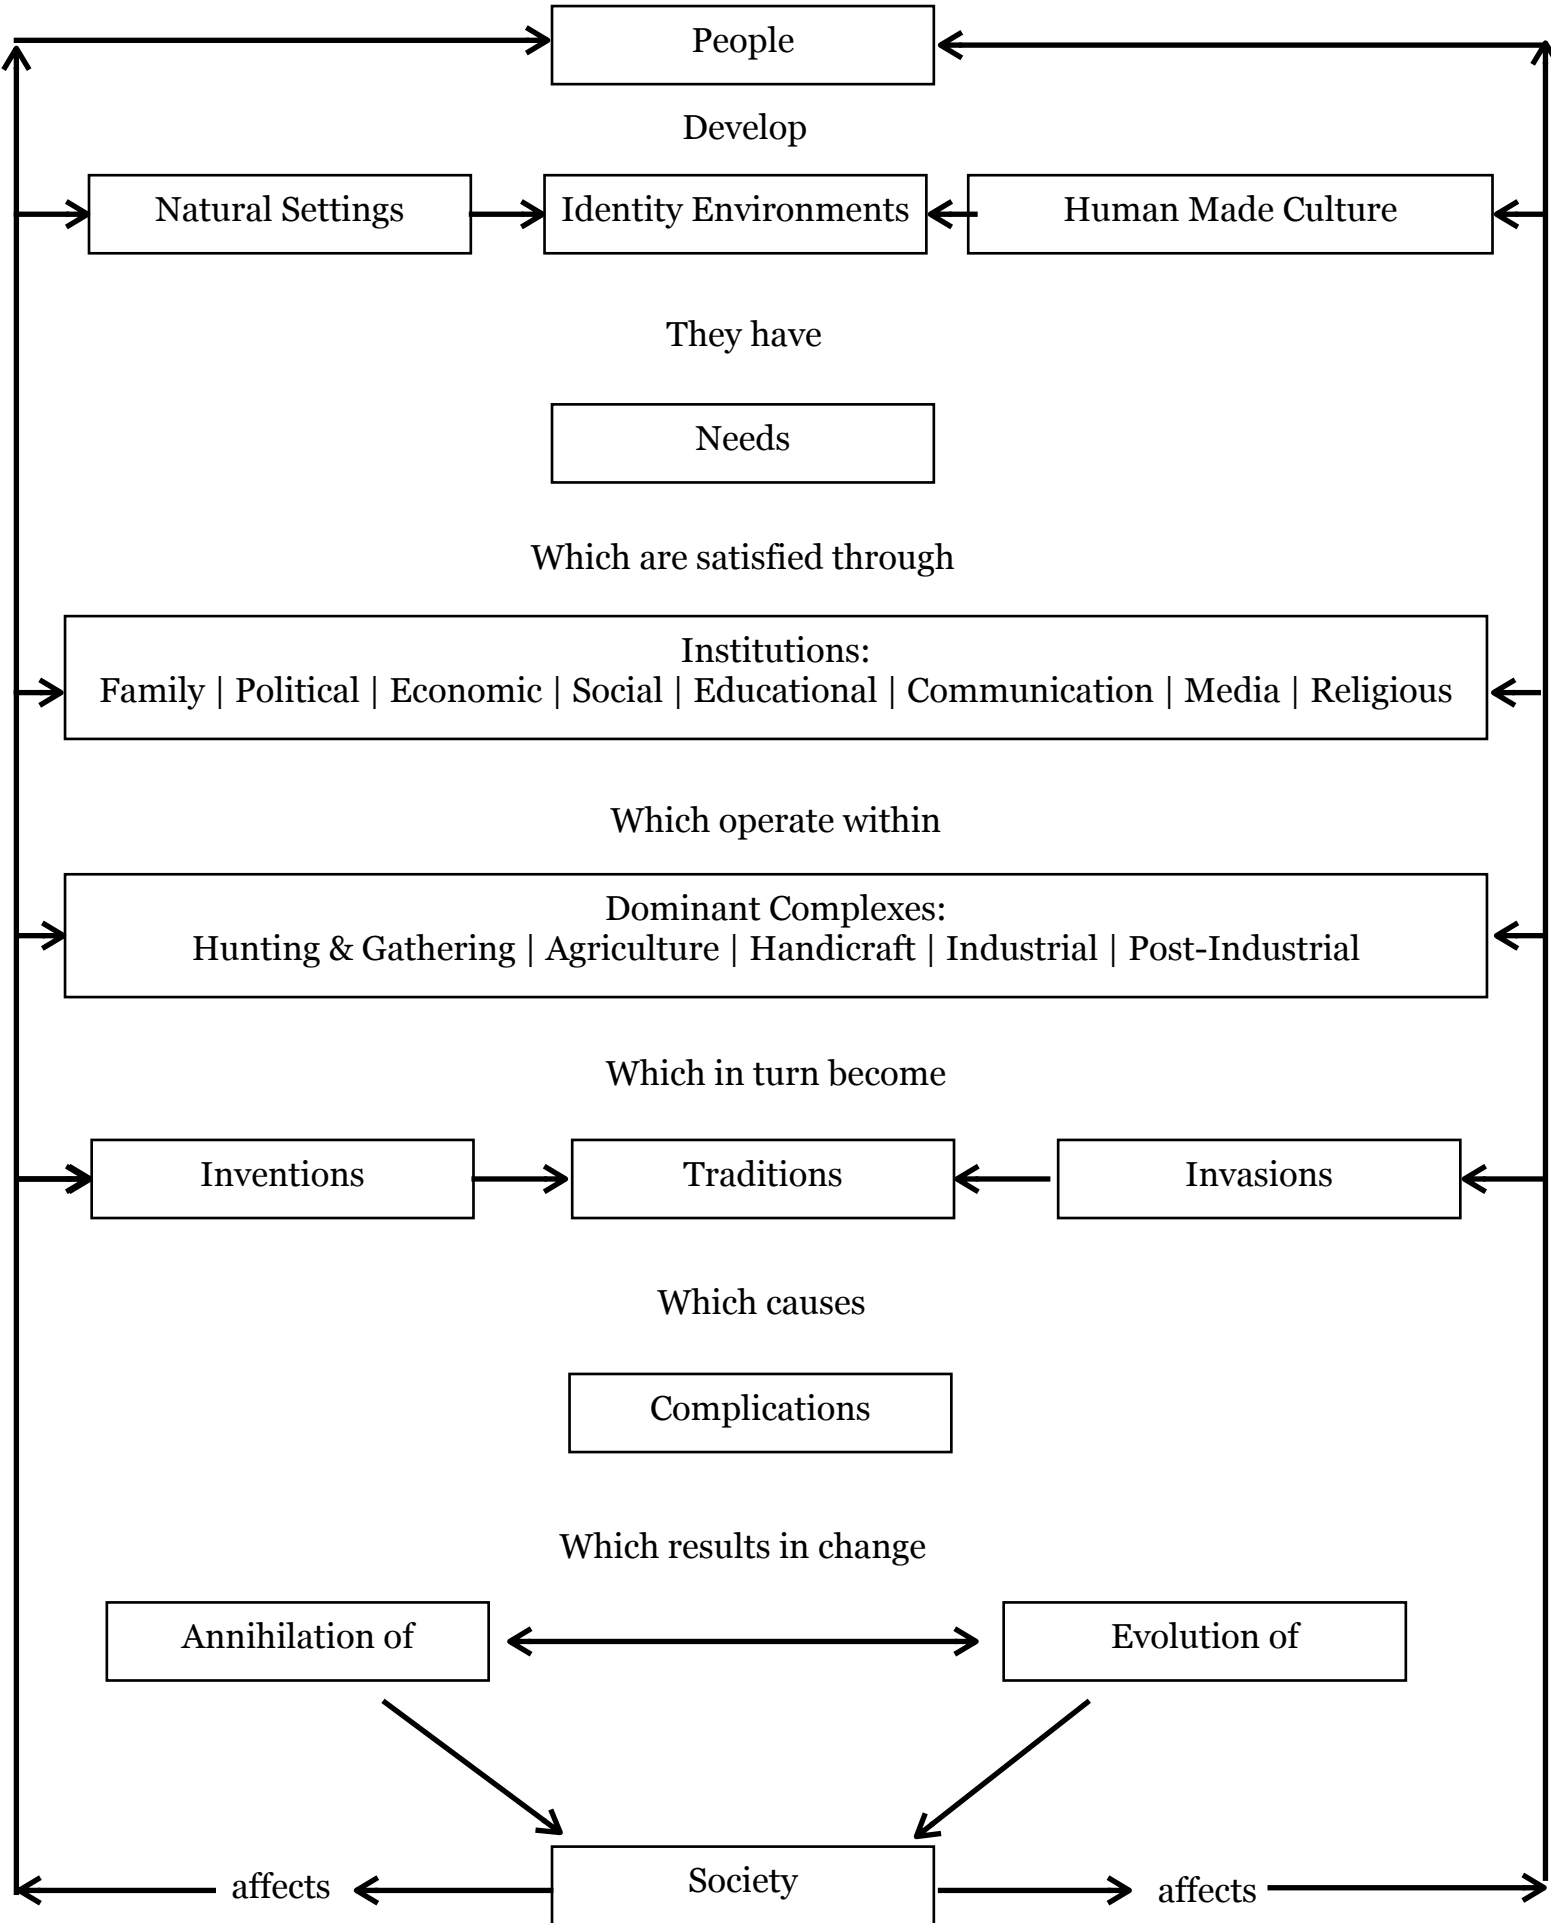 People
Develop
Natural Settings
Identity Environments
Human Made Culture
They have
Needs
Which are satisfied through
Institutions:
Family | Political | Economic | Social | Educational | Communication | Media | Religious
Which operate within
Dominant Complexes:
Hunting & Gathering | Agriculture | Handicraft | Industrial | Post-Industrial
Which in turn become
Inventions
Traditions
Invasions
Which causes
Complications
Which results in change
Annihilation of
Evolution of
affects
Society
affects